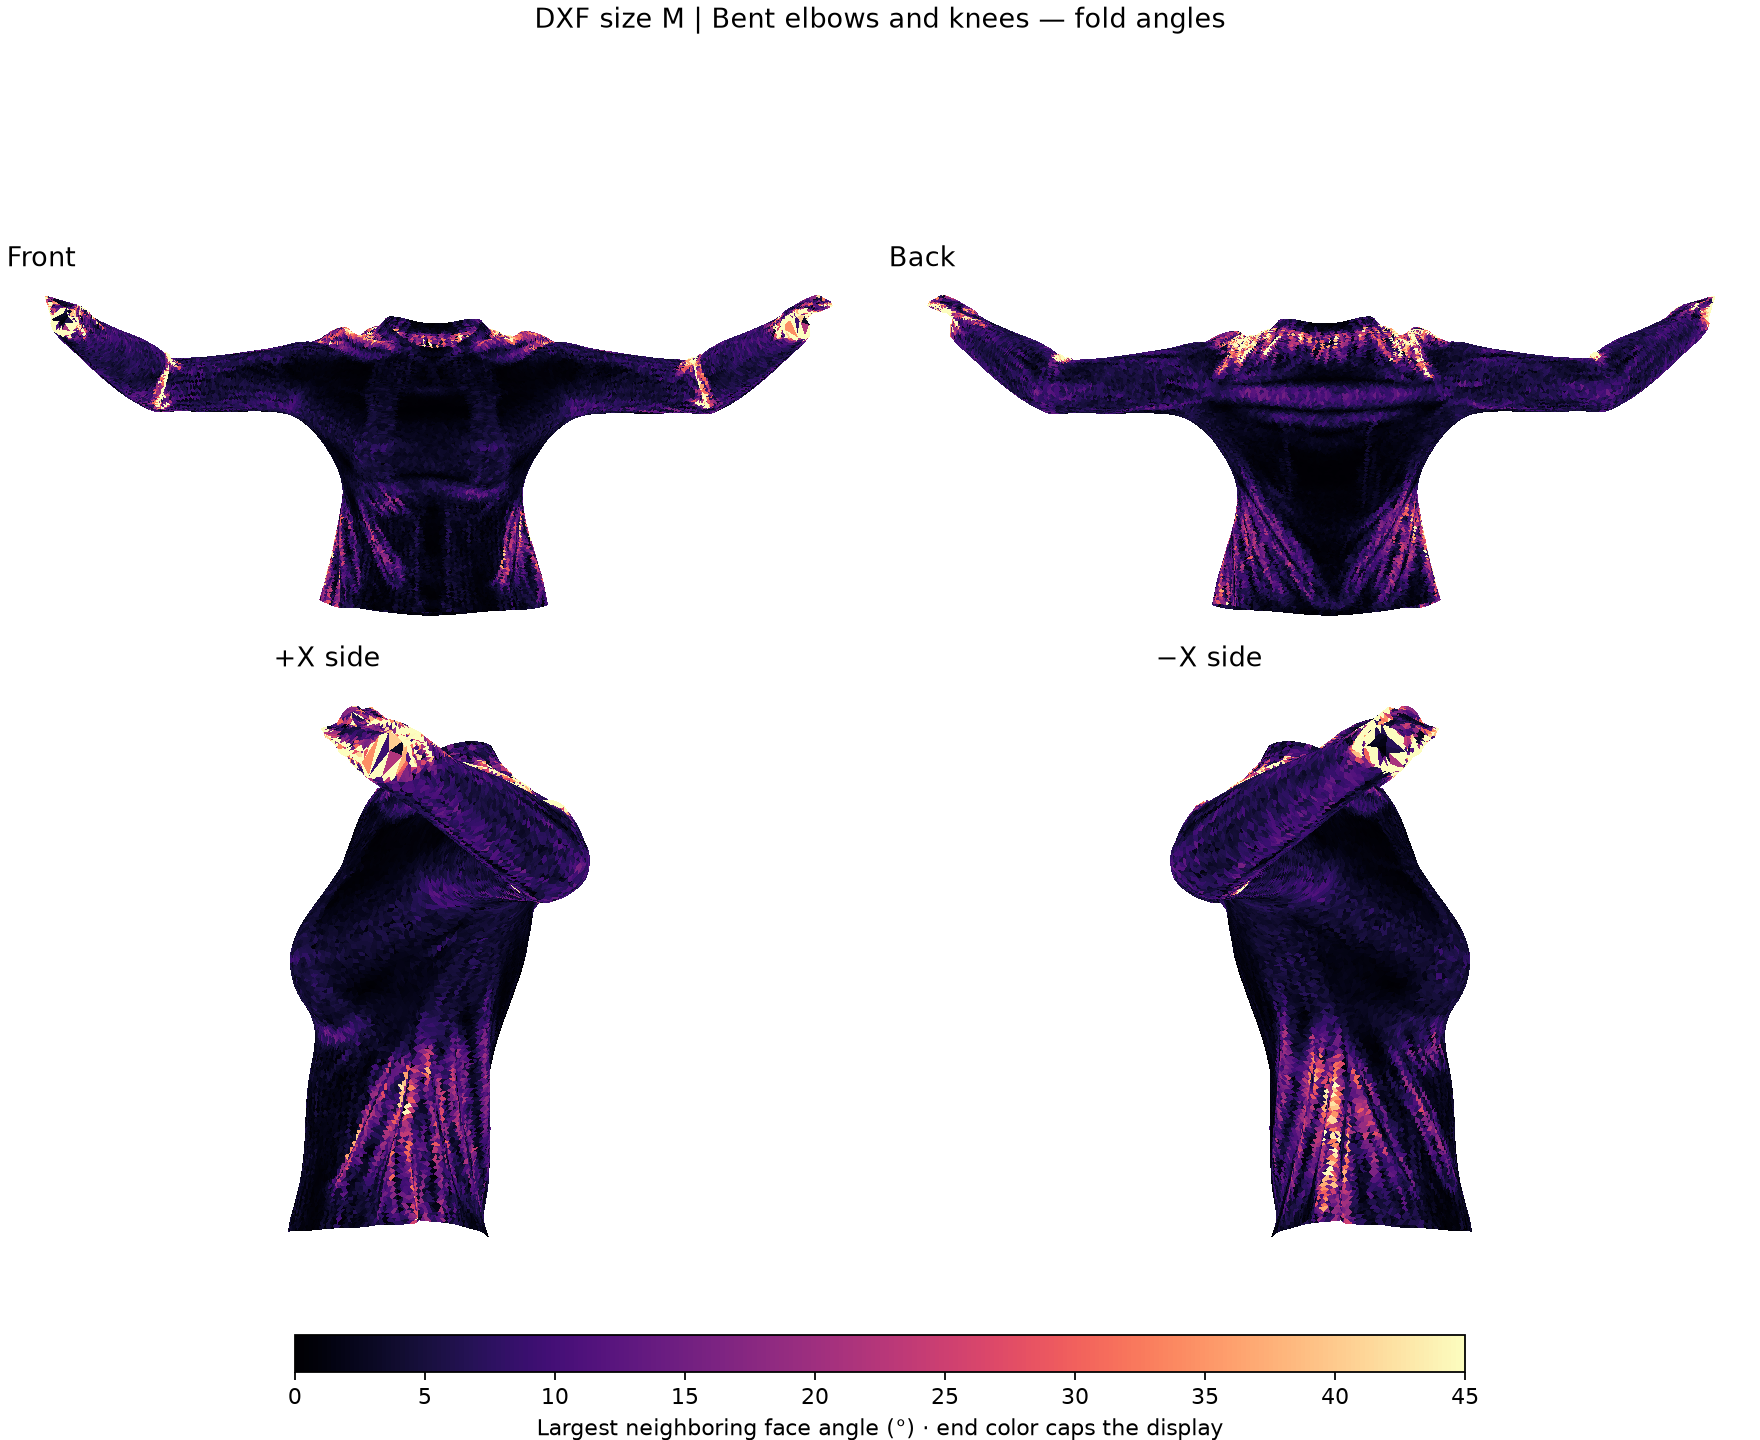 DXF size M | Bent elbows and knees — fold angles
Front
Back
+X side
−X side
0 5 10 15 20 25 30 35 40 45
Largest neighboring face angle (°) · end color caps the display